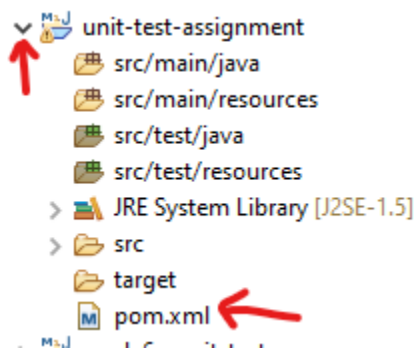 unit-test-assignment
src/main/java
src/main/resources
src/test/java
src/test/resources
JRE System Library [J2SE-1.5]
src
target
pom.xml